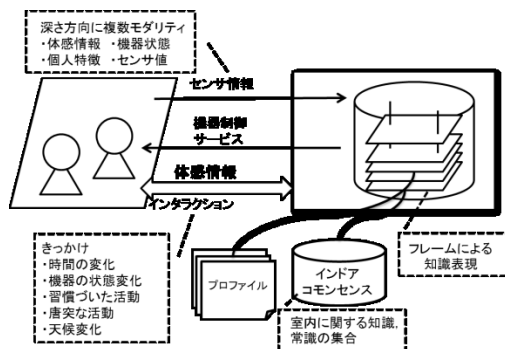 深さ方向に複数モダリティ
・体感情報 ・機器状態
・個人特徴 ・センサ値
センサ情報
機器制御
サービス
体感情報
インタラクション
きっかけ
・時間の変化
・機器の状態変化
・習慣づいた活動
・唐突な活動
・天候変化
プロファイル
インドア
コモンセンス
フレームによる
知識表現
室内に関する知識,
常識の集合